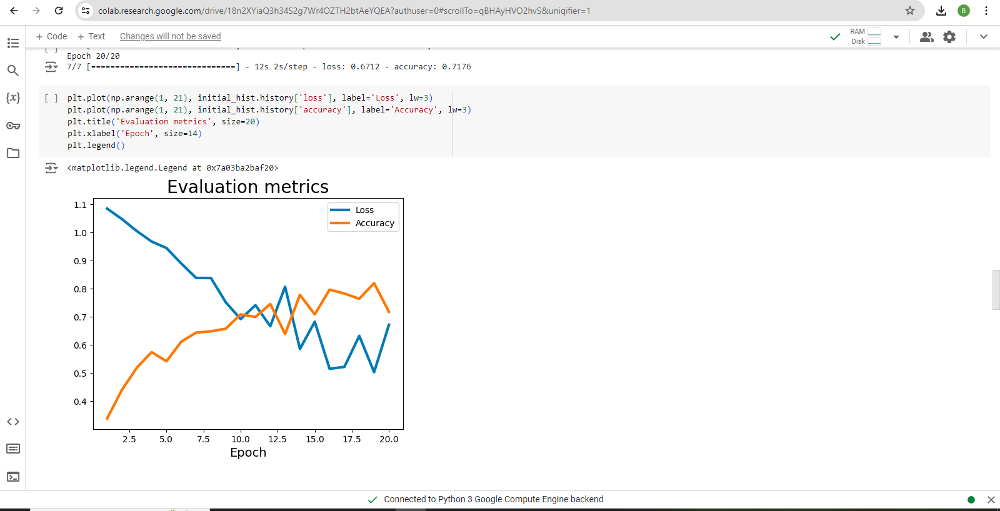 colab.research.google.com/drive/18n2XYiaQ3h34S2g7Wr4OZTH2btAeYQEA?authuser=0#scrollTo=qBHAyHVO2hvS&uniqifier=1
B
+ Code + Text Changes will not be saved
RAM
Disk
{x}
[ ]
Epoch 20/20
7/7 [==============================] - 12s 2s/step - loss: 0.6712 - accuracy: 0.7176
[ ] plt.plot(np.arange(1, 21), initial_hist.history['loss'], label='Loss', lw=3)
plt.plot(np.arange(1, 21), initial_hist.history['accuracy'], label='Accuracy', lw=3)
plt.title('Evaluation metrics', size=20)
plt.xlabel('Epoch', size=14)
plt.legend()
<matplotlib.legend.Legend at 0x7a03ba2baf20>
Evaluation metrics
Loss
Accuracy
1.1
1.0
0.9
0.8
0.7
0.6
0.5
0.4
2.5 5.0 7.5 10.0 12.5 15.0 17.5 20.0
Epoch
Connected to Python 3 Google Compute Engine backend